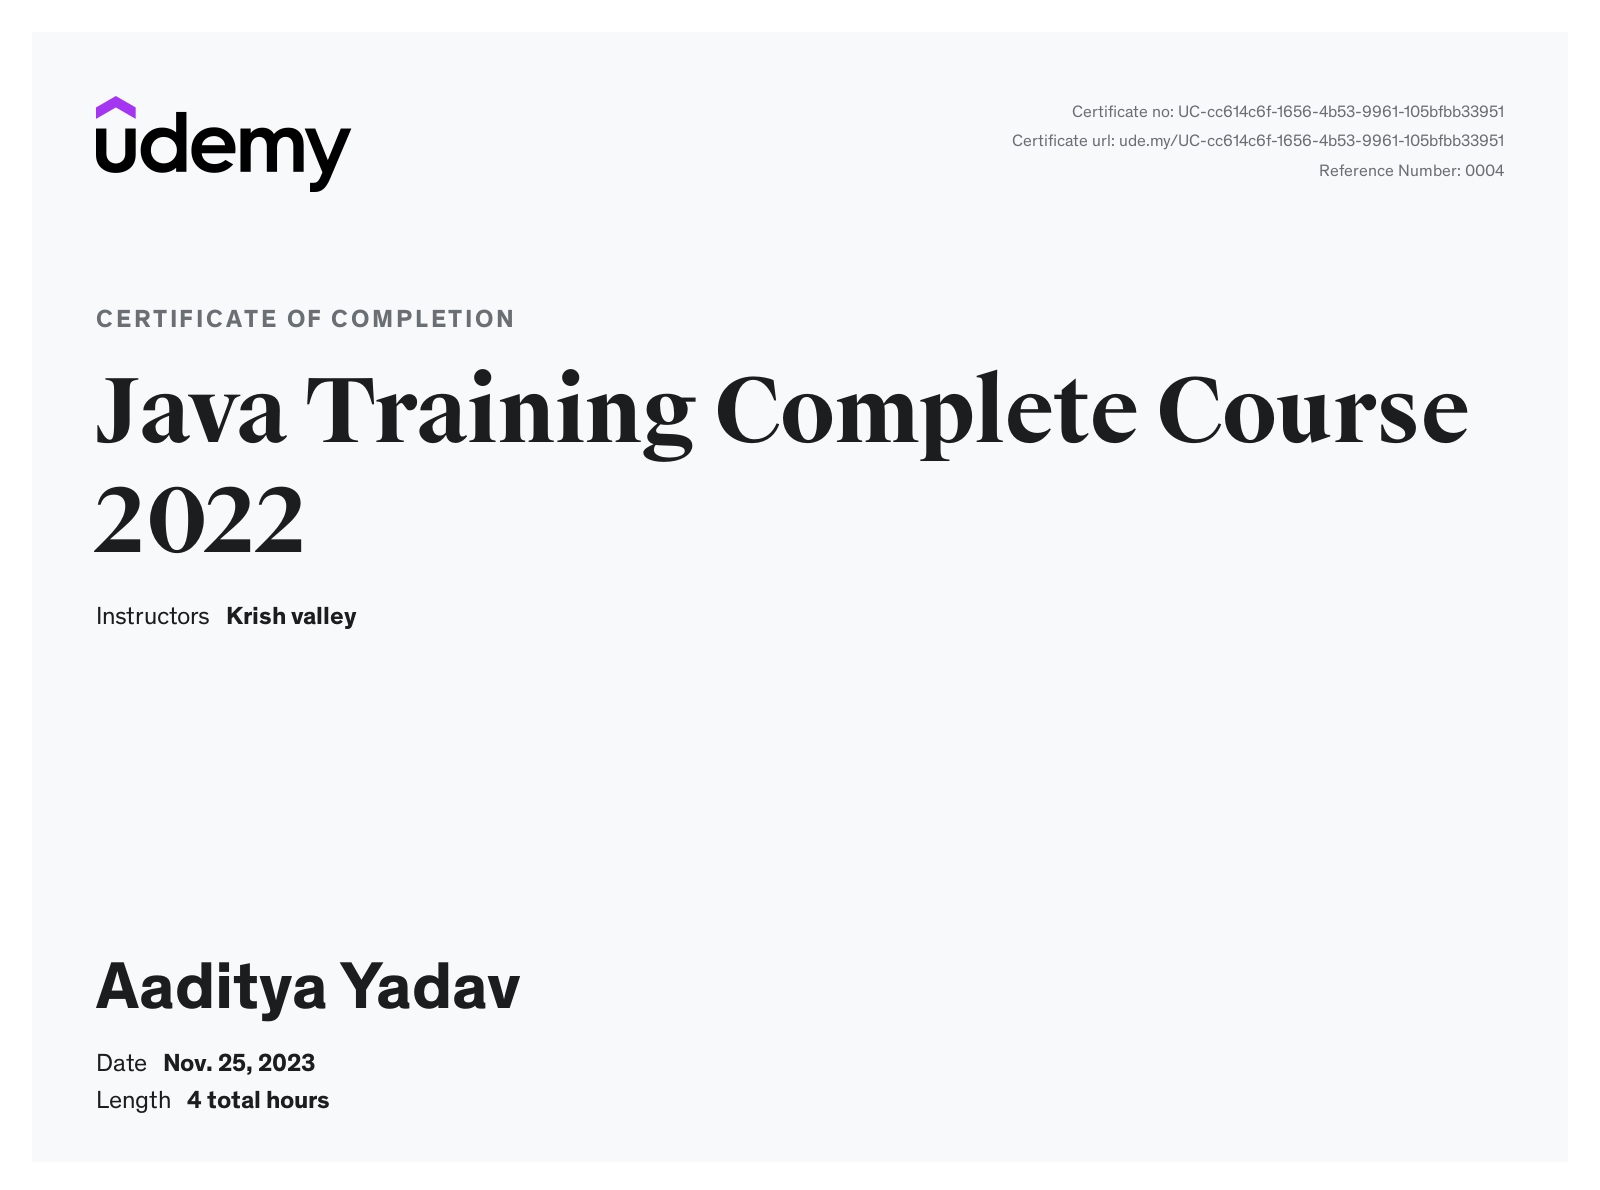 udemy
Certificate no: UC-cc614c6f-1656-4b53-9961-105bfbb33951
Certificate url: ude.my/UC-cc614c6f-1656-4b53-9961-105bfbb33951
Reference Number: 0004
CERTIFICATE OF COMPLETION
Java Training Complete Course
2022
Instructors Krish valley
Aaditya Yadav
Date Nov. 25, 2023
Length 4 total hours